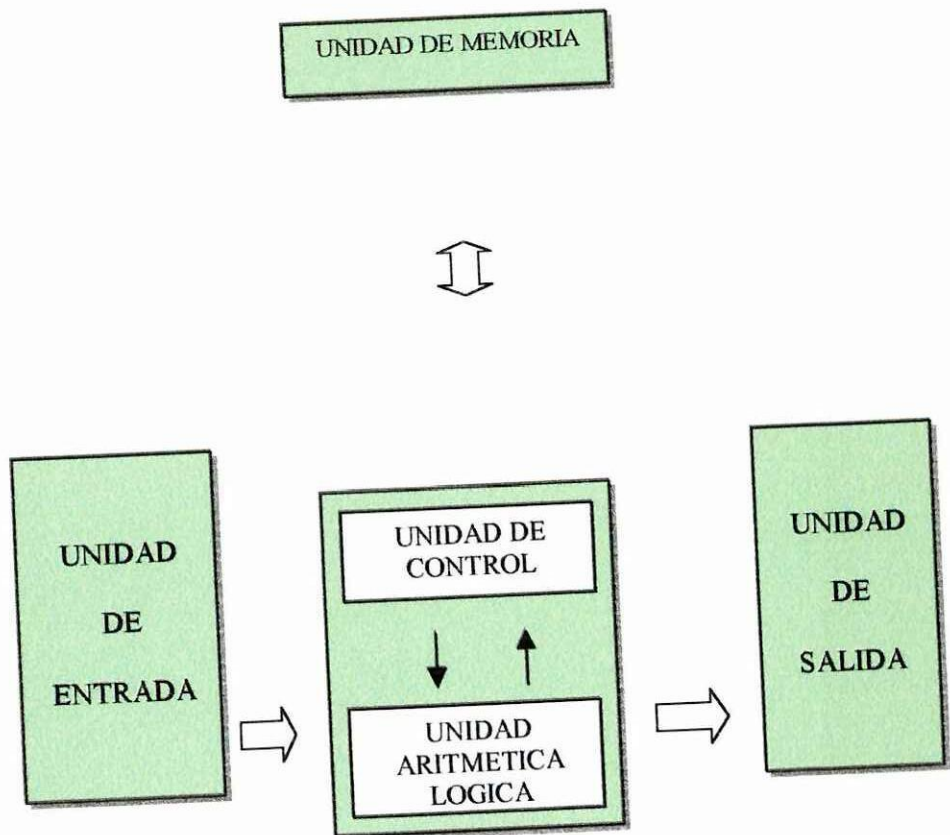 UNIDAD DE MEMORIA
UNIDAD
DE
ENTRADA
UNIDAD DE
CONTROL
UNIDAD
ARITMETICA
LOGICA
UNIDAD
DE
SALIDA